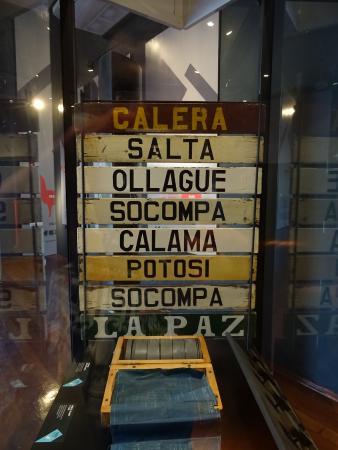 CALERA
SALTA
OLLAGUE
SOCOMPA
CALAMA
POTOSI
SOCOMPA
LA PAZ